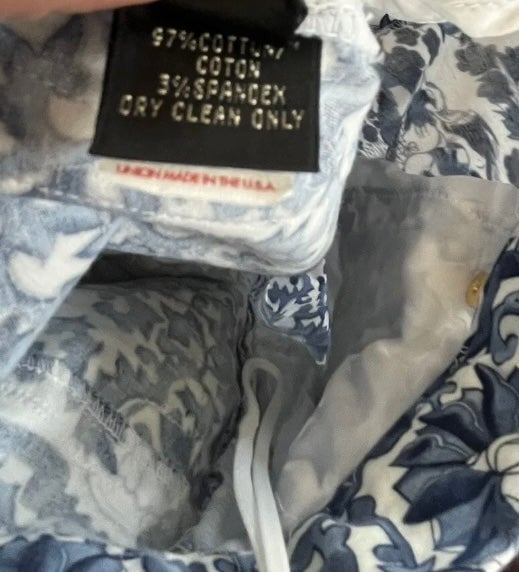 97% COTTON/
COTON
3% SPANDEX
DRY CLEAN ONLY
UNION MADE IN THE U.S.A.